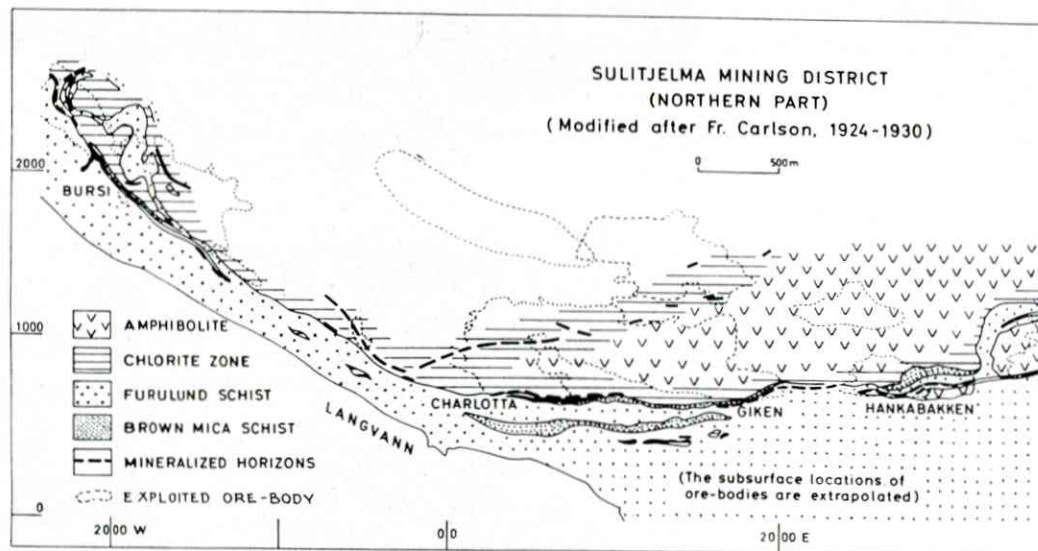 SULITJELMA MINING DISTRICT
(NORTHERN PART)
(Modified after Fr. Carlson, 1924-1930)
0 500m
2000
BURSI
1000
AMPHIBOLITE
CHLORITE ZONE
FURULUND SCHIST
BROWN MICA SCHIST
MINERALIZED HORIZONS
EXPLOITED ORE-BODY
LANGVANN
CHARLOTTA
GIKEN
HANKABAKKEN
(The subsurface locations of
ore-bodies are extrapolated)
0
2000 W
00
2000 E